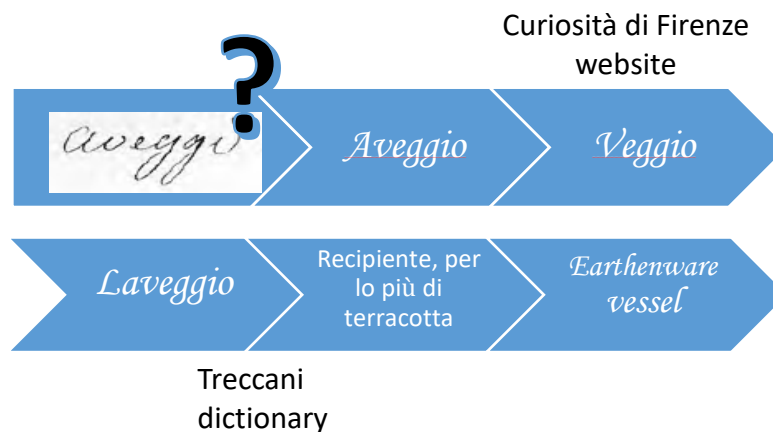 Curiosità di Firenze
website
?
aveggio
Aveggio
Veggio
Laveggio
Recipiente, per
lo più di
terracotta
Earthenware
vessel
Treccani
dictionary